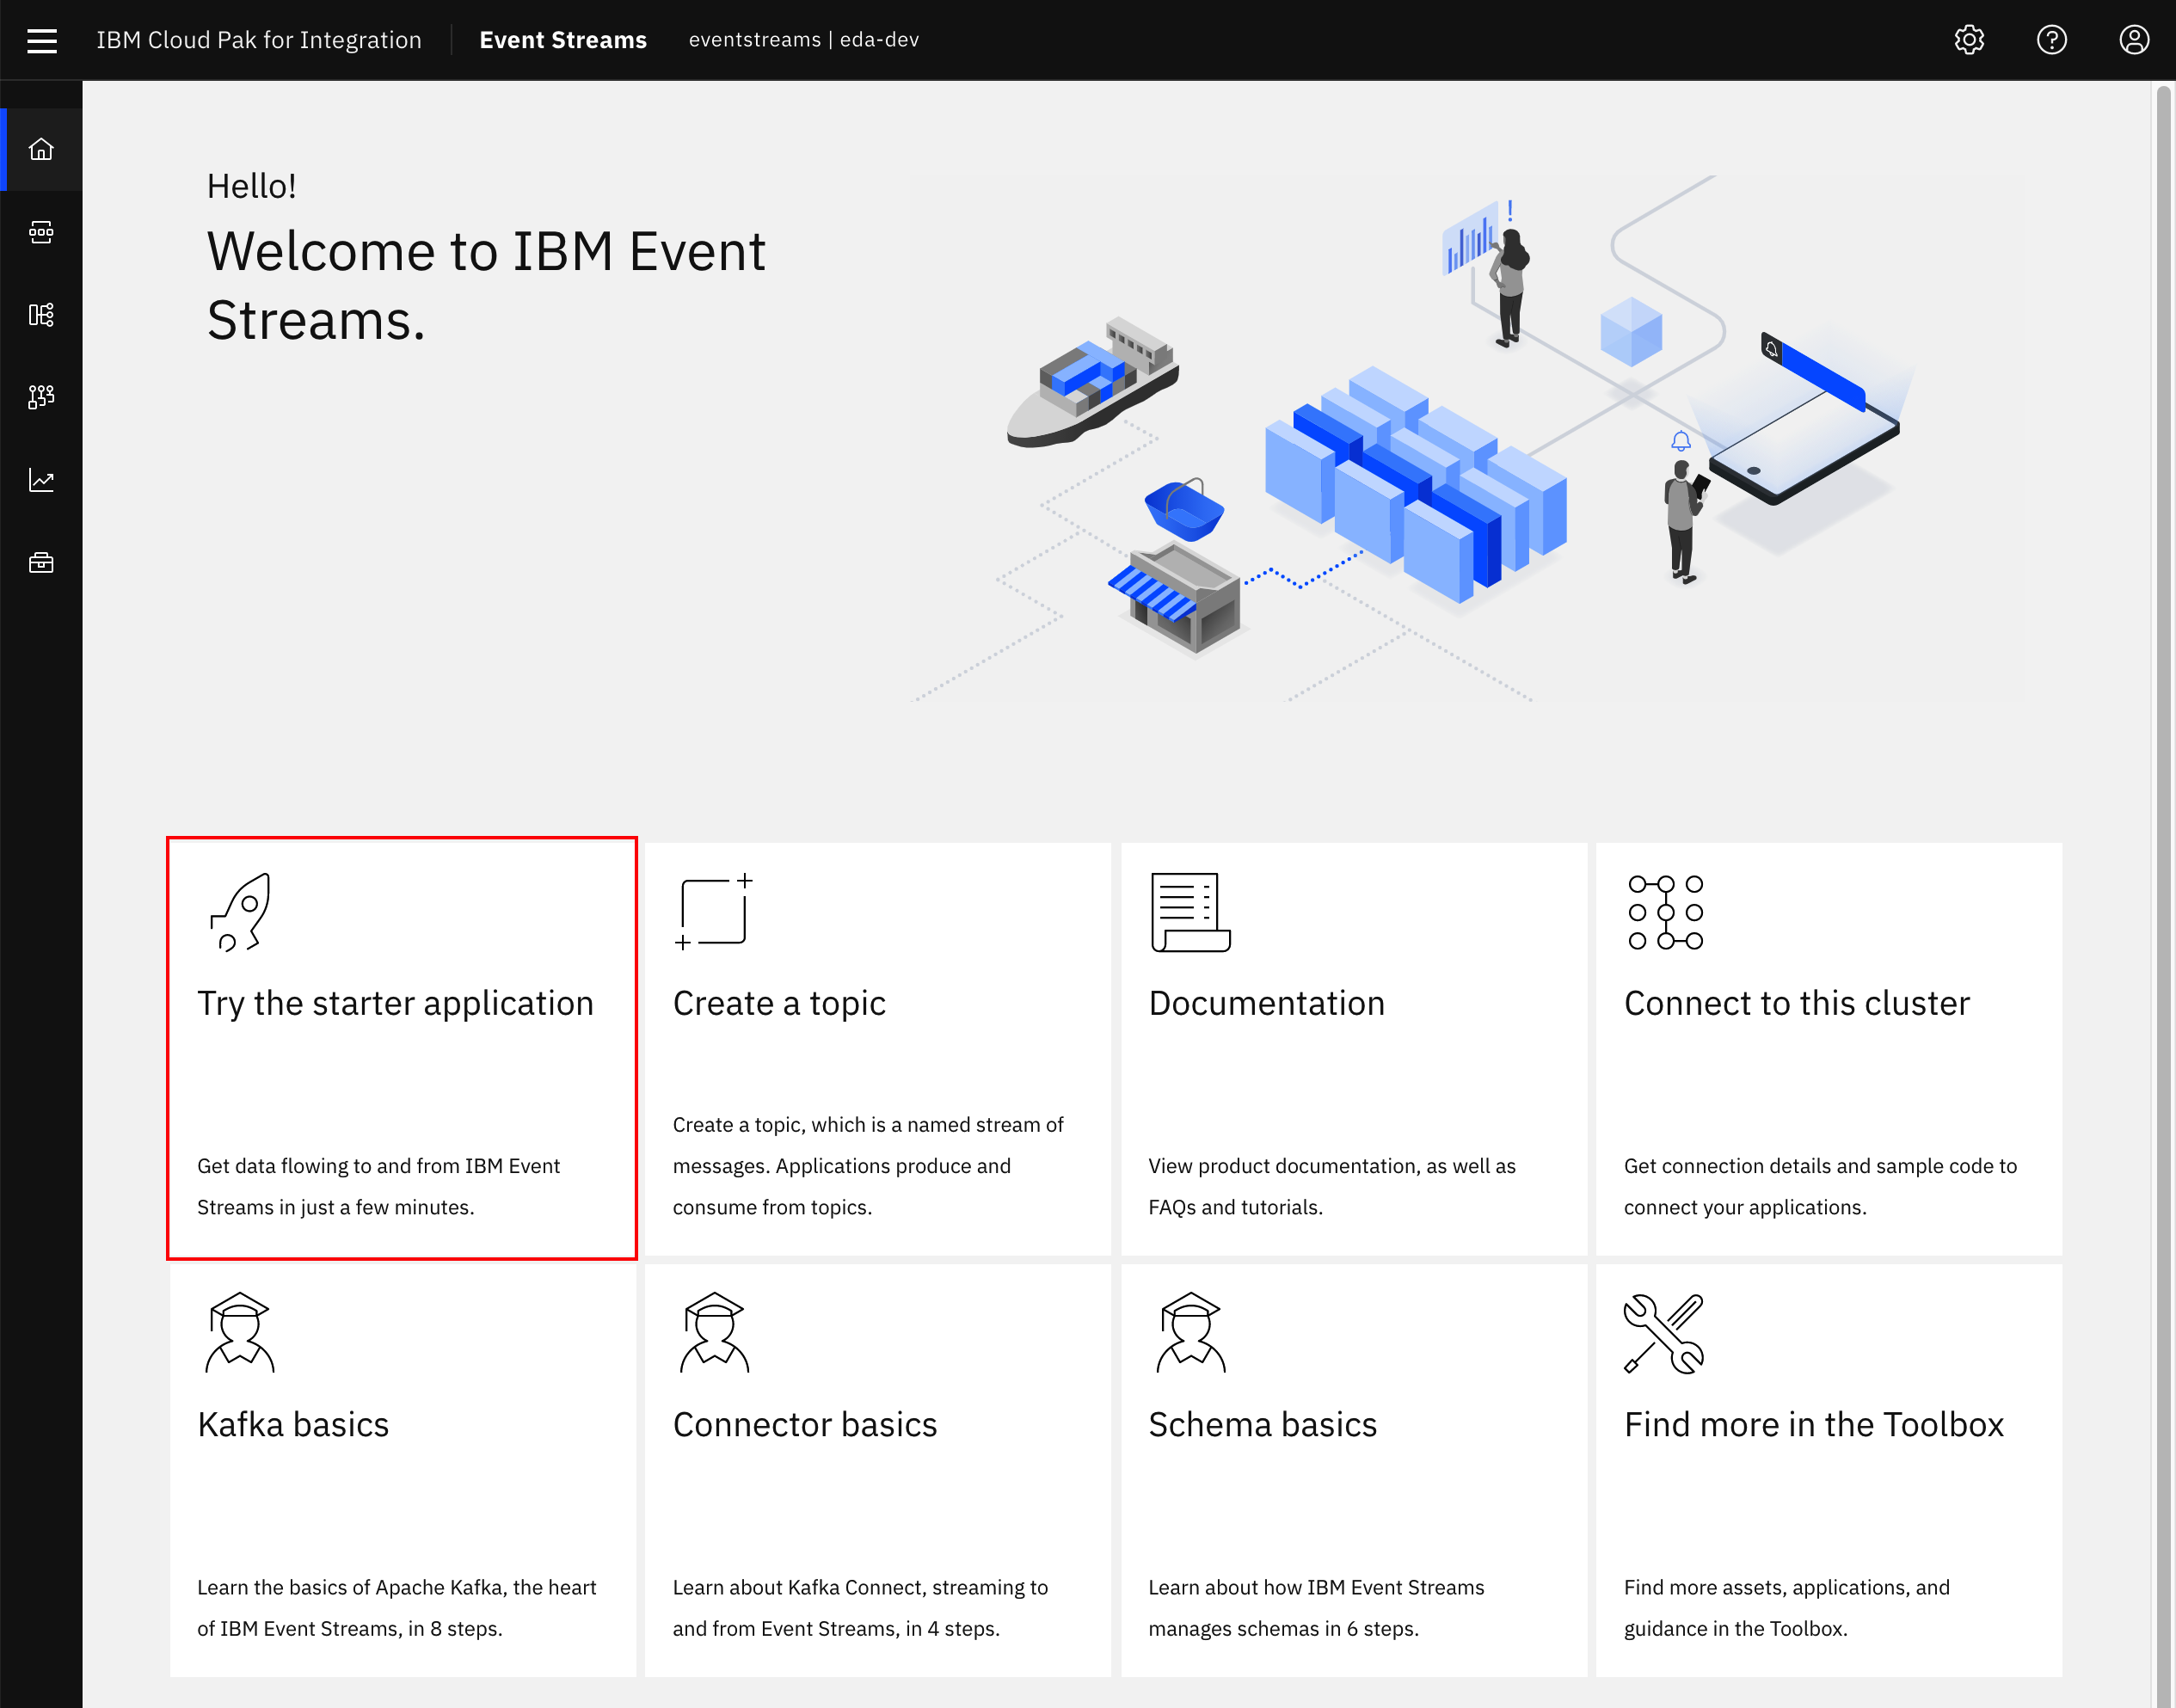 IBM Cloud Pak for Integration
Event Streams
eventstreams | eda-dev
Hello!
Welcome to IBM Event
Streams.
!
Try the starter application
Get data flowing to and from IBM Event
Streams in just a few minutes.
Create a topic
Create a topic, which is a named stream of
messages. Applications produce and
consume from topics.
Documentation
View product documentation, as well as
FAQs and tutorials.
Connect to this cluster
Get connection details and sample code to
connect your applications.
Kafka basics
Learn the basics of Apache Kafka, the heart
of IBM Event Streams, in 8 steps.
Connector basics
Learn about Kafka Connect, streaming to
and from Event Streams, in 4 steps.
Schema basics
Learn about how IBM Event Streams
manages schemas in 6 steps.
Find more in the Toolbox
Find more assets, applications, and
guidance in the Toolbox.